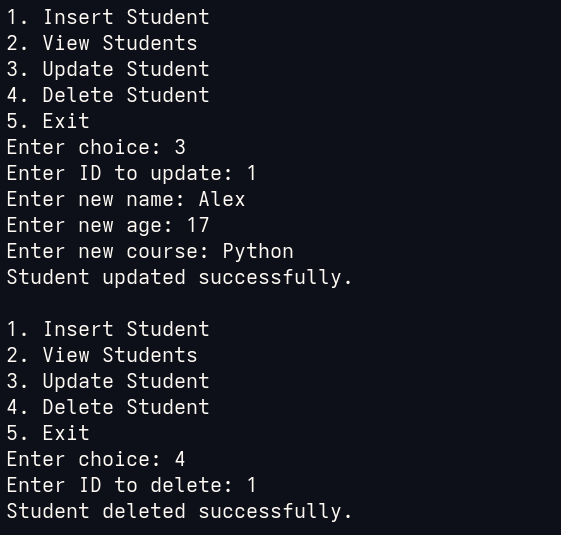 1. Insert Student
2. View Students
3. Update Student
4. Delete Student
5. Exit
Enter choice: 3
Enter ID to update: 1
Enter new name: Alex
Enter new age: 17
Enter new course: Python
Student updated successfully.

1. Insert Student
2. View Students
3. Update Student
4. Delete Student
5. Exit
Enter choice: 4
Enter ID to delete: 1
Student deleted successfully.